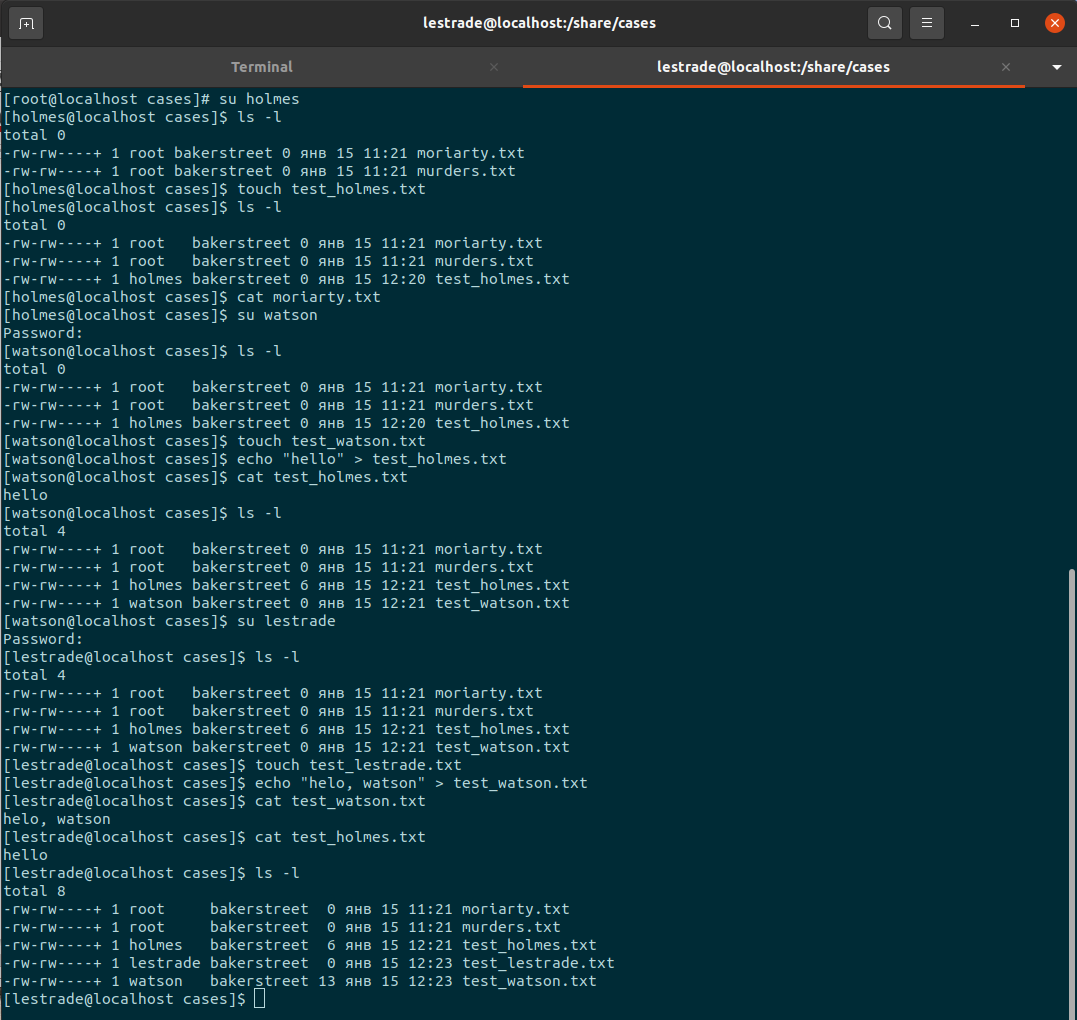 lestrade@localhost:/share/cases
Terminal
lestrade@localhost:/share/cases
[root@localhost cases]# su holmes
[holmes@localhost cases]$ ls -l
total 0
-rw-rw----+ 1 root bakerstreet 0 янв 15 11:21 moriarty.txt
-rw-rw----+ 1 root bakerstreet 0 янв 15 11:21 murders.txt
[holmes@localhost cases]$ touch test_holmes.txt
[holmes@localhost cases]$ ls -l
total 0
-rw-rw----+ 1 root   bakerstreet 0 янв 15 11:21 moriarty.txt
-rw-rw----+ 1 root   bakerstreet 0 янв 15 11:21 murders.txt
-rw-rw----+ 1 holmes bakerstreet 0 янв 15 12:20 test_holmes.txt
[holmes@localhost cases]$ cat moriarty.txt
[holmes@localhost cases]$ su watson
Password:
[watson@localhost cases]$ ls -l
total 0
-rw-rw----+ 1 root   bakerstreet 0 янв 15 11:21 moriarty.txt
-rw-rw----+ 1 root   bakerstreet 0 янв 15 11:21 murders.txt
-rw-rw----+ 1 holmes bakerstreet 0 янв 15 12:20 test_holmes.txt
[watson@localhost cases]$ touch test_watson.txt
[watson@localhost cases]$ echo "hello" > test_holmes.txt
[watson@localhost cases]$ cat test_holmes.txt
hello
[watson@localhost cases]$ ls -l
total 4
-rw-rw----+ 1 root   bakerstreet 0 янв 15 11:21 moriarty.txt
-rw-rw----+ 1 root   bakerstreet 0 янв 15 11:21 murders.txt
-rw-rw----+ 1 holmes bakerstreet 6 янв 15 12:21 test_holmes.txt
-rw-rw----+ 1 watson bakerstreet 0 янв 15 12:21 test_watson.txt
[watson@localhost cases]$ su lestrade
Password:
[lestrade@localhost cases]$ ls -l
total 4
-rw-rw----+ 1 root   bakerstreet 0 янв 15 11:21 moriarty.txt
-rw-rw----+ 1 root   bakerstreet 0 янв 15 11:21 murders.txt
-rw-rw----+ 1 holmes bakerstreet 6 янв 15 12:21 test_holmes.txt
-rw-rw----+ 1 watson bakerstreet 0 янв 15 12:21 test_watson.txt
[lestrade@localhost cases]$ touch test_lestrade.txt
[lestrade@localhost cases]$ echo "helo, watson" > test_watson.txt
[lestrade@localhost cases]$ cat test_watson.txt
helo, watson
[lestrade@localhost cases]$ cat test_holmes.txt
hello
[lestrade@localhost cases]$ ls -l
total 8
-rw-rw----+ 1 root     bakerstreet  0 янв 15 11:21 moriarty.txt
-rw-rw----+ 1 root     bakerstreet  0 янв 15 11:21 murders.txt
-rw-rw----+ 1 holmes   bakerstreet  6 янв 15 12:21 test_holmes.txt
-rw-rw----+ 1 lestrade bakerstreet  0 янв 15 12:23 test_lestrade.txt
-rw-rw----+ 1 watson   bakerstreet 13 янв 15 12:23 test_watson.txt
[lestrade@localhost cases]$